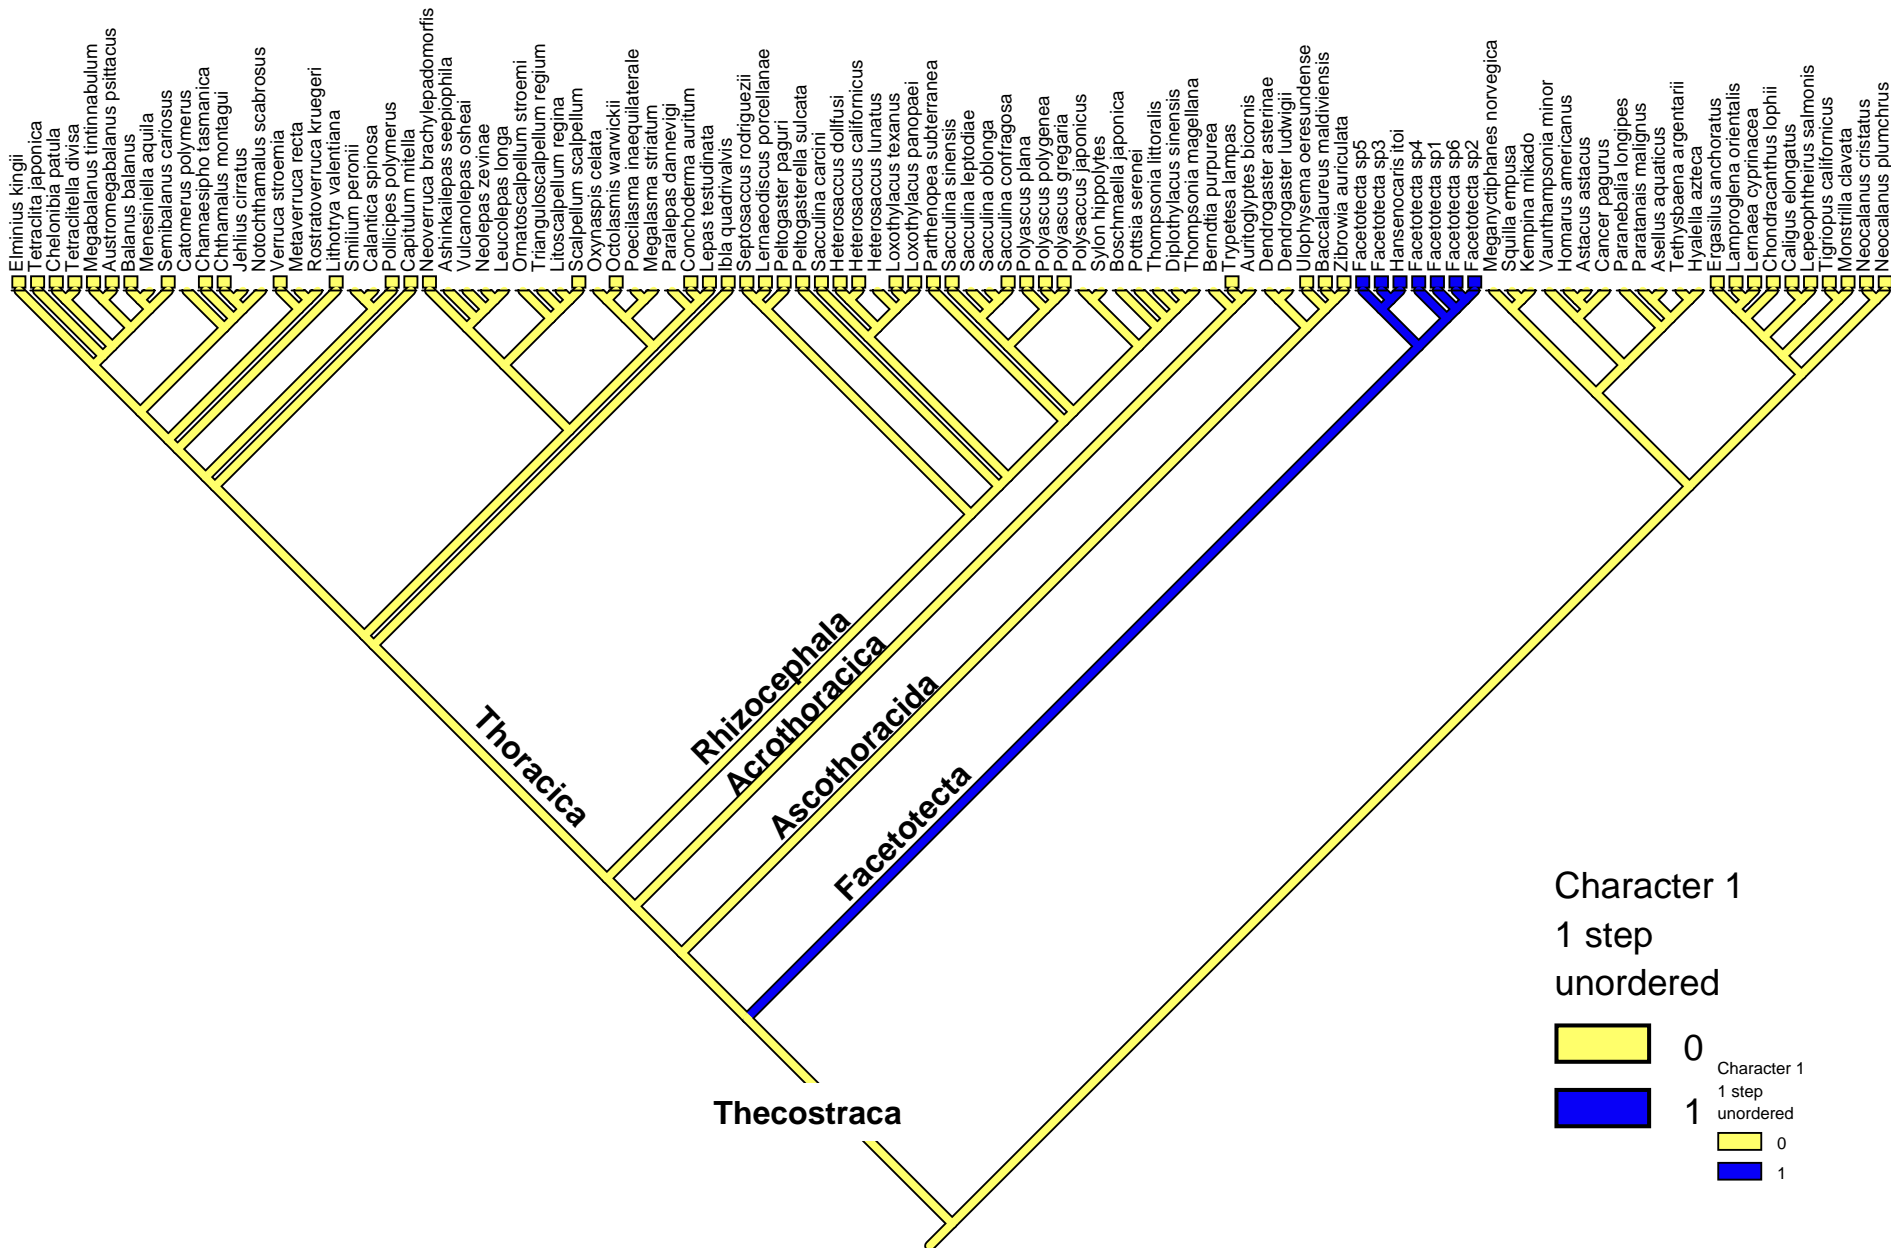 Elminius kingii
Tetraclita japonica
Chelonibia patula
Tetraclitella divisa
Megabalanus tintinnabulum
Austromegabalanus psittacus
Balanus balanus
Menesiniella aquila
Semibalanus cariosus
Catomerus polymerus
Chamaesipho tasmanica
Chthamalus montagui
Jehlius cirratus
Notochthamalus scabrosus
Verruca stroemia
Metaverruca recta
Rostratoverruca kruegeri
Lithotrya valentiana
Smilium peronii
Calantica spinosa
Pollicipes polymerus
Capitulum mitella
Neoverruca brachylepadomorfis
Ashinkailepas seepiophila
Vulcanolepas osheai
Neolepas zevinae
Leucolepas longa
Ornatoscalpellum stroemi
Trianguloscalpellum regium
Litoscalpellum regina
Scalpellum scalpellum
Oxynaspis celata
Octolasmis warwickii
Poecilasma inaequilaterale
Megalasma striatum
Paralepas dannevigi
Conchoderma auritum
Lepas testudinata
Ibla quadrivalvis
Septosaccus rodriguezii
Lernaeodiscus porcellanae
Peltogaster paguri
Peltogasterella sulcata
Sacculina carcini
Heterosaccus dollfusi
Heterosaccus californicus
Heterosaccus lunatus
Loxothylacus texanus
Loxothylacus panopaei
Parthenopea subterranea
Sacculina sinensis
Sacculina leptodiae
Sacculina oblonga
Sacculina confragosa
Polyascus plana
Polyascus polygenea
Polyascus gregaria
Polysaccus japonicus
Sylon hippolytes
Boschmaella japonica
Pottsia serenei
Thompsonia littoralis
Diplothylacus sinensis
Thompsonia magellana
Berndtia purpurea
Trypetesa lampas
Auritoglyptes bicornis
Dendrogaster asterinae
Dendrogaster ludwigii
Ulophysema oeresundense
Baccalaureus maldiviensis
Zibrowia auriculata
Facetotecta sp5
Facetotecta sp3
Hansenocaris itoi
Facetotecta sp4
Facetotecta sp1
Facetotecta sp6
Facetotecta sp2
Meganyctiphanes norvegica
Squilla empusa
Kempina mikado
Vaunthampsonia minor
Homarus americanus
Astacus astacus
Cancer pagurus
Paranebalia longipes
Paratanais malignus
Asellus aquaticus
Tethysbaena argentarii
Hyalella azteca
Ergasilus anchoratus
Lamproglena orientalis
Lernaea cyprinacea
Chondracanthus lophii
Caligus elongatus
Lepeophtheirus salmonis
Tigriopus californicus
Monstrilla clavata
Neocalanus cristatus
Neocalanus plumchrus
Thoracica
Rhizocephala
Acrothoracica
Ascothoracida
Facetotecta
Thecostraca
Character 1
1 step
unordered
0
1
Character 1
1 step
unordered
0
1